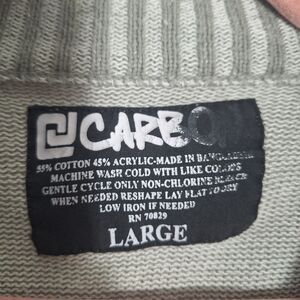 CARBO
55% COTTON 45% ACRYLIC-MADE IN BANGLADESH
MACHINE WASH COLD WITH LIKE COLORS
GENTLE CYCLE ONLY NON-CHLORINE BLEACH
WHEN NEEDED RESHAPE LAY FLAT TO DRY
LOW IRON IF NEEDED
RN 70829
LARGE